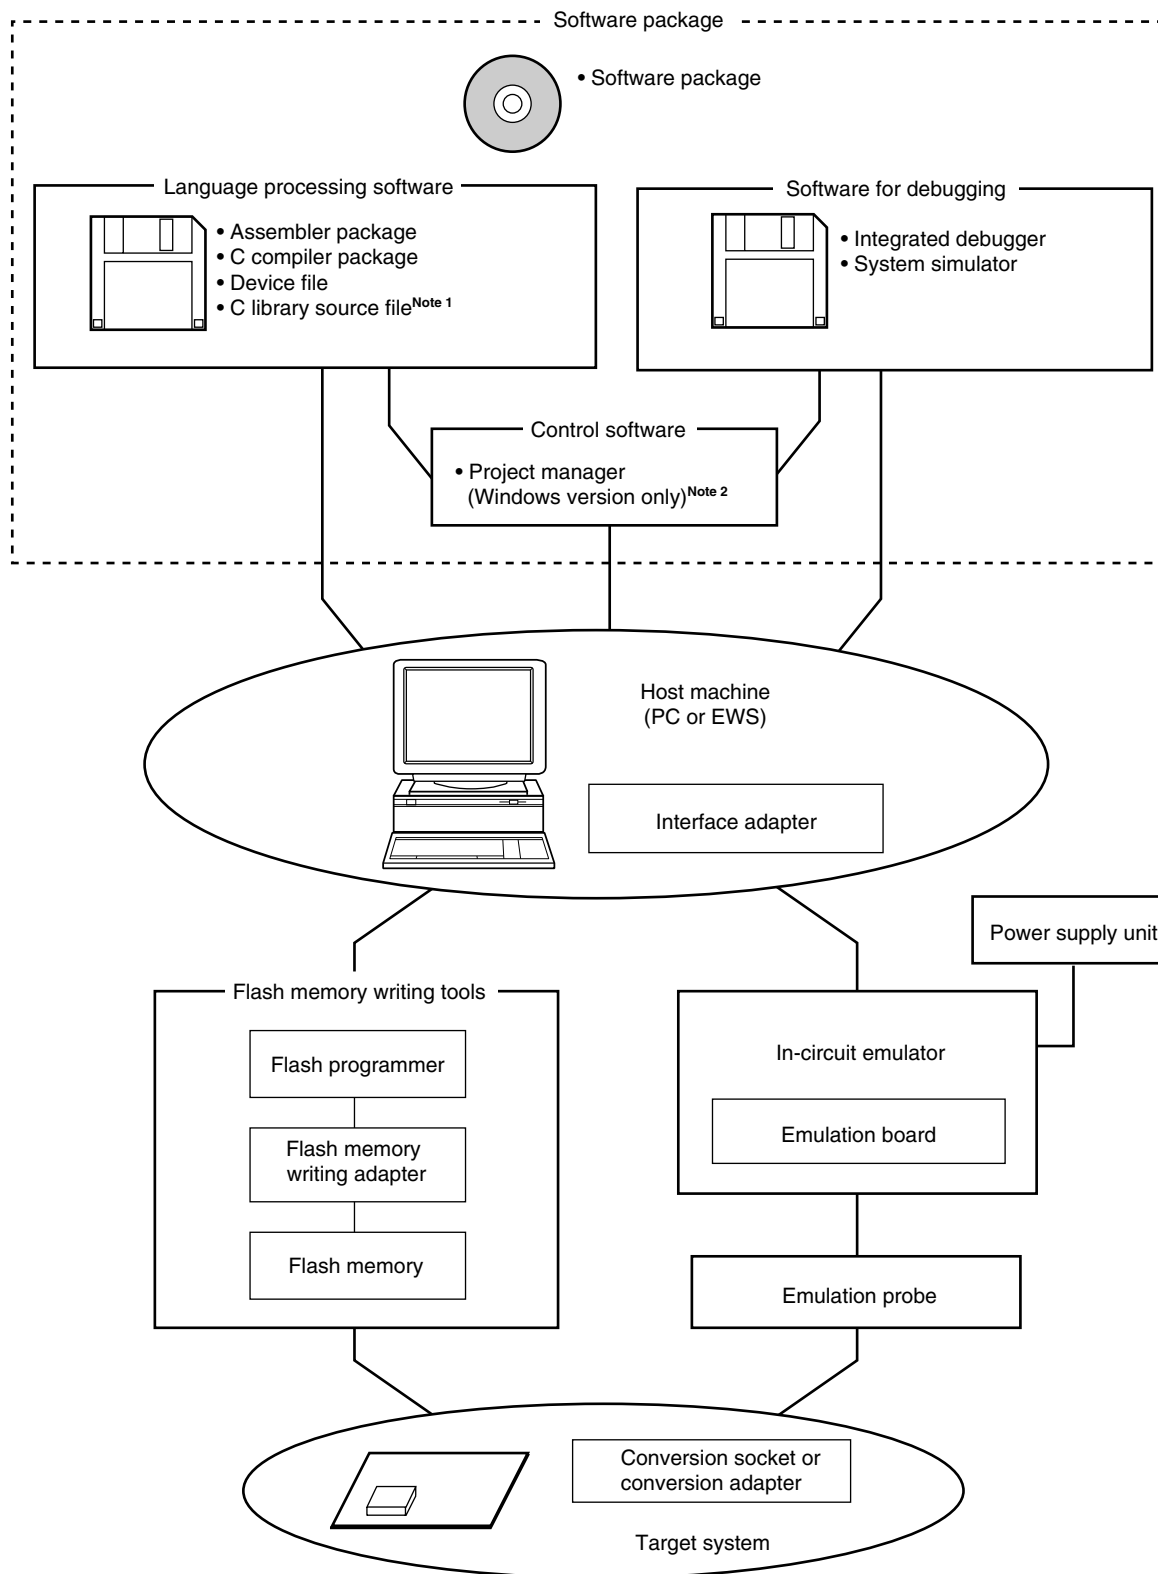 Software package
• Software package
Language processing software
• Assembler package
• C compiler package
• Device file
• C library source file Note 1
Software for debugging
• Integrated debugger
• System simulator
Control software
• Project manager
(Windows version only) Note 2
Host machine
(PC or EWS)
Interface adapter
Power supply unit
Flash memory writing tools
Flash programmer
Flash memory
writing adapter
Flash memory
In-circuit emulator
Emulation board
Emulation probe
Conversion socket or
conversion adapter
Target system